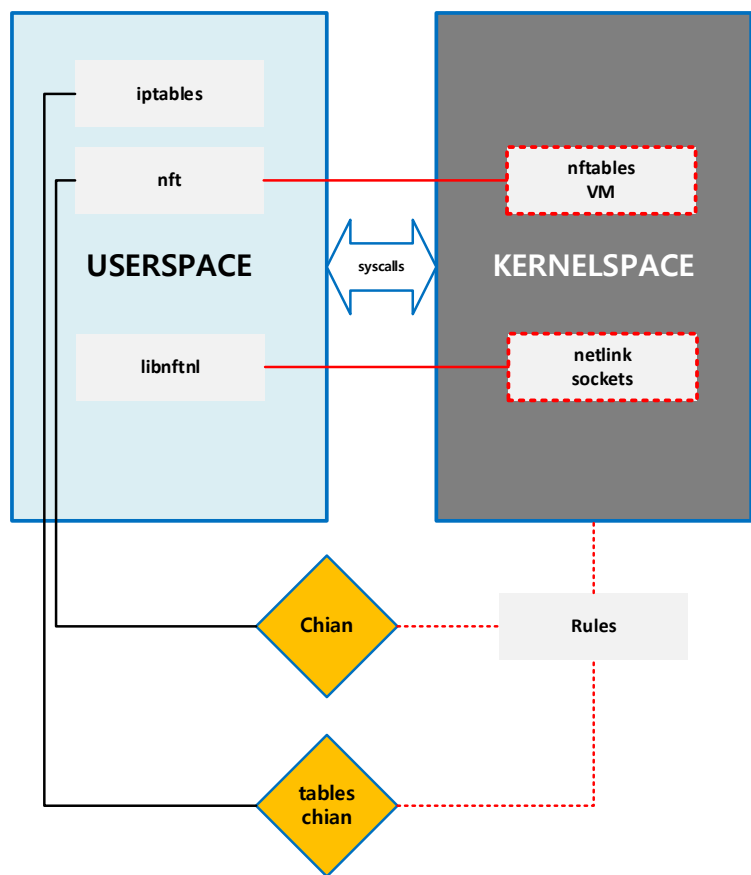 iptables
nft
USERSPACE
libnftnl
syscalls
nftables
VM
KERNELSPACE
netlink
sockets
Chian
Rules
tables
chian